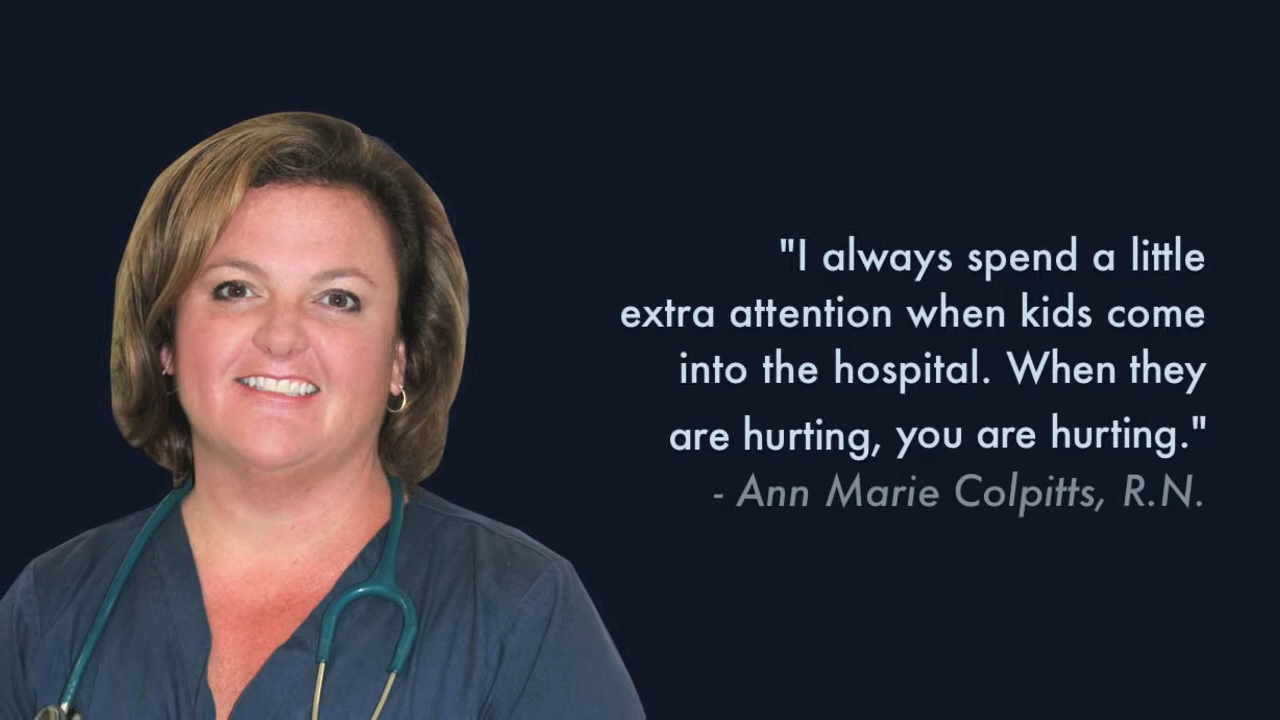 "I always spend a little
extra attention when kids come
into the hospital. When they
are hurting, you are hurting."
- Ann Marie Colpitts, R.N.